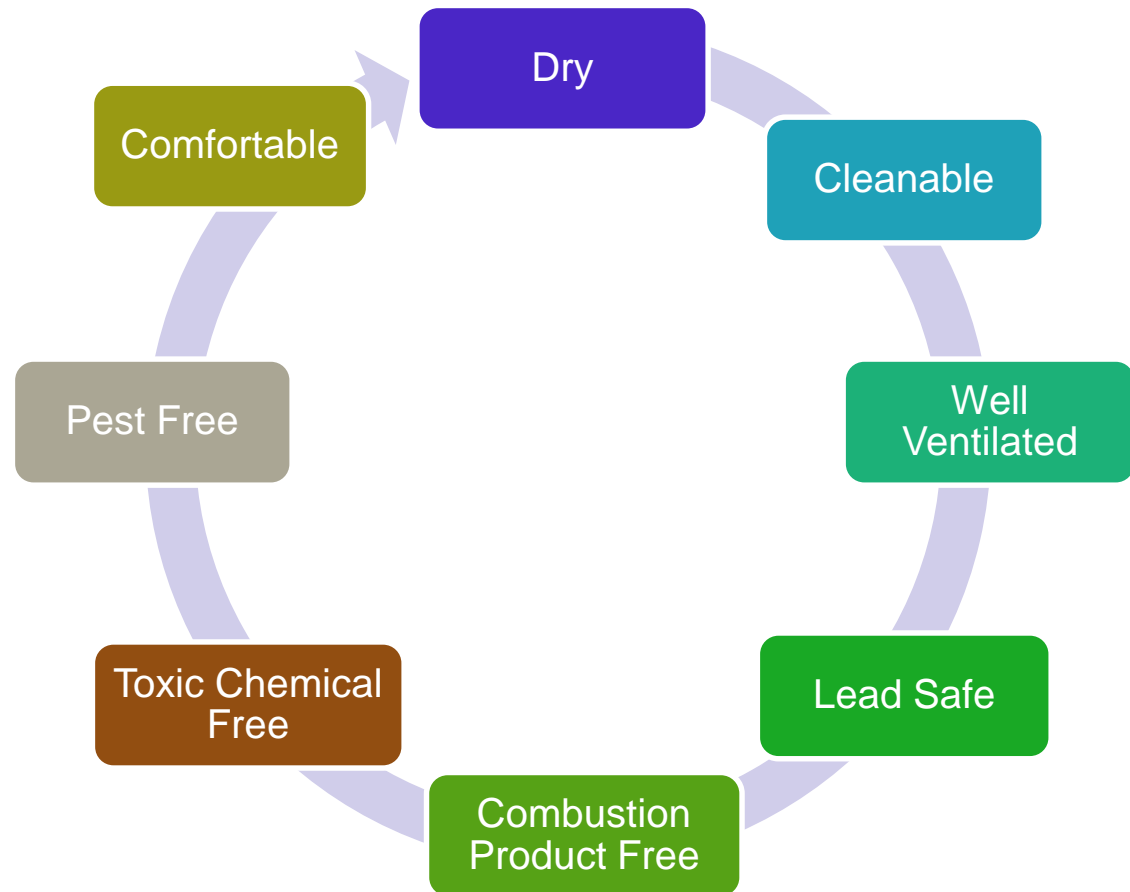 Dry
Cleanable
Well
Ventilated
Lead Safe
Combustion
Product Free
Toxic Chemical
Free
Pest Free
Comfortable